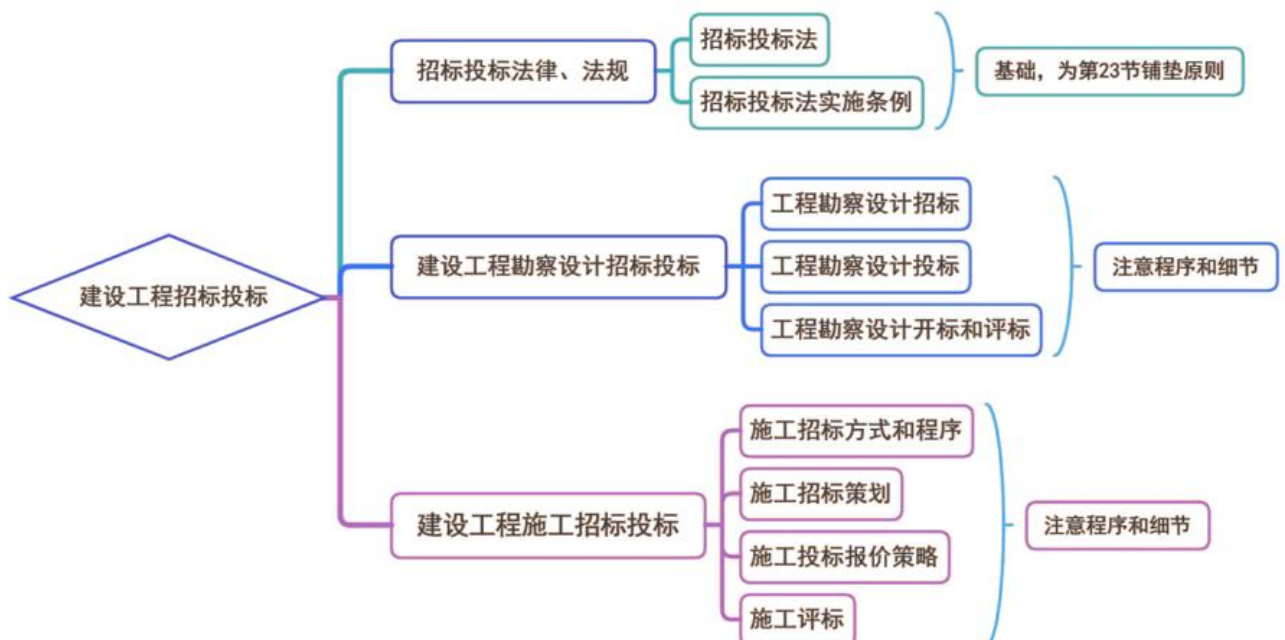 建设工程招标投标
招标投标法律、法规
招标投标法
招标投标法实施条例
基础，为第23节铺垫原则
建设工程勘察设计招标投标
工程勘察设计招标
工程勘察设计投标
工程勘察设计开标和评标
注意程序和细节
建设工程施工招标投标
施工招标方式和程序
施工招标策划
施工投标报价策略
施工评标
注意程序和细节